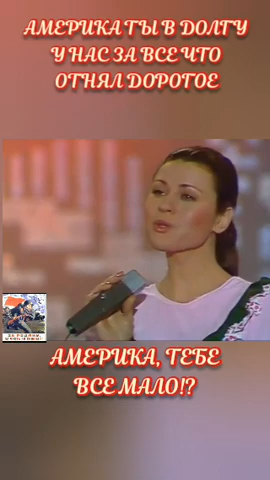 АМЕРИКА ТЫ В ДОЛГУ
У НАС ЗА ВСЕ ЧТО
ОТНЯЛ ДОРОГОЕ
АМЕРИКА, ТЕБЕ
ВСЕ МАЛО!?